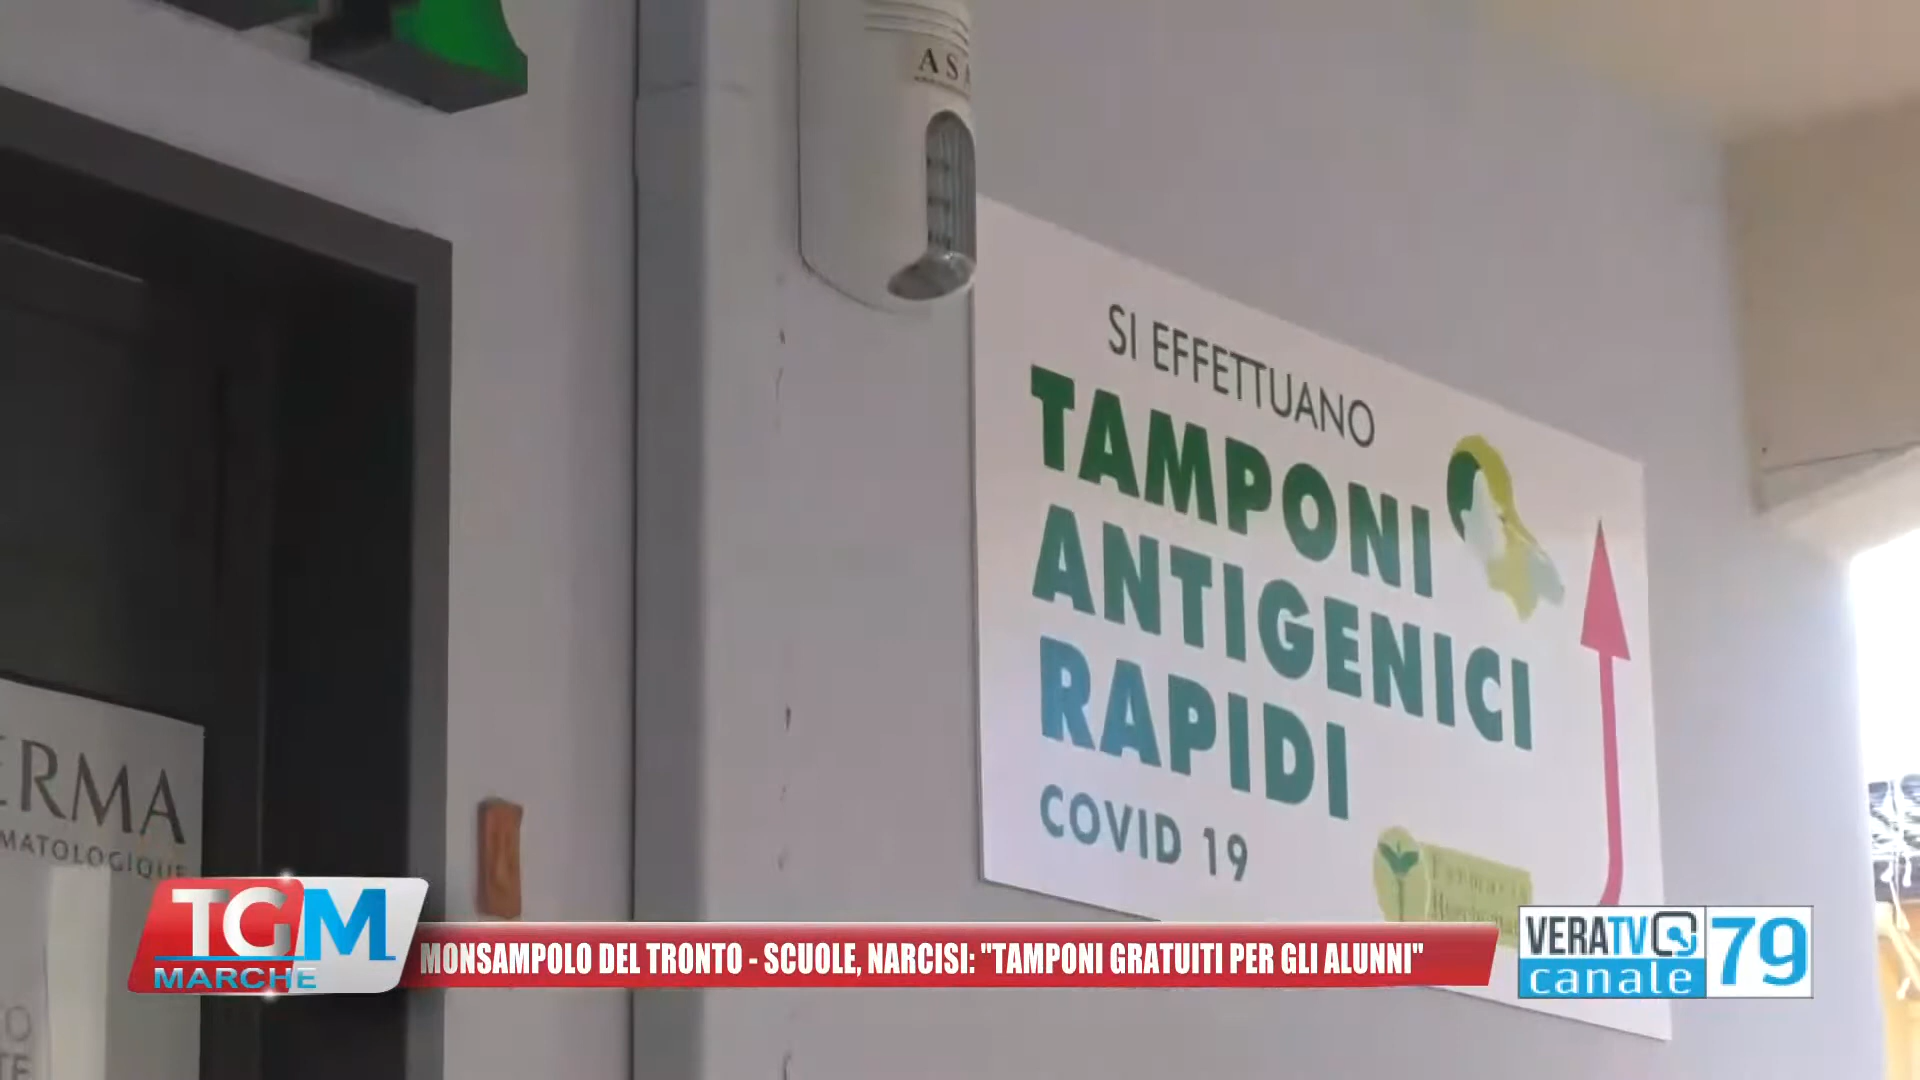 SI EFFETTUANO
TAMPONI
ANTIGENICI
RAPIDI
COVID 19
ERMA
MATOLOGIQUE
TGM
MARCHE
MONSAMPOLO DEL TRONTO - SCUOLE, NARCISI: "TAMPONI GRATUITI PER GLI ALUNNI"
VERATV
canale
79